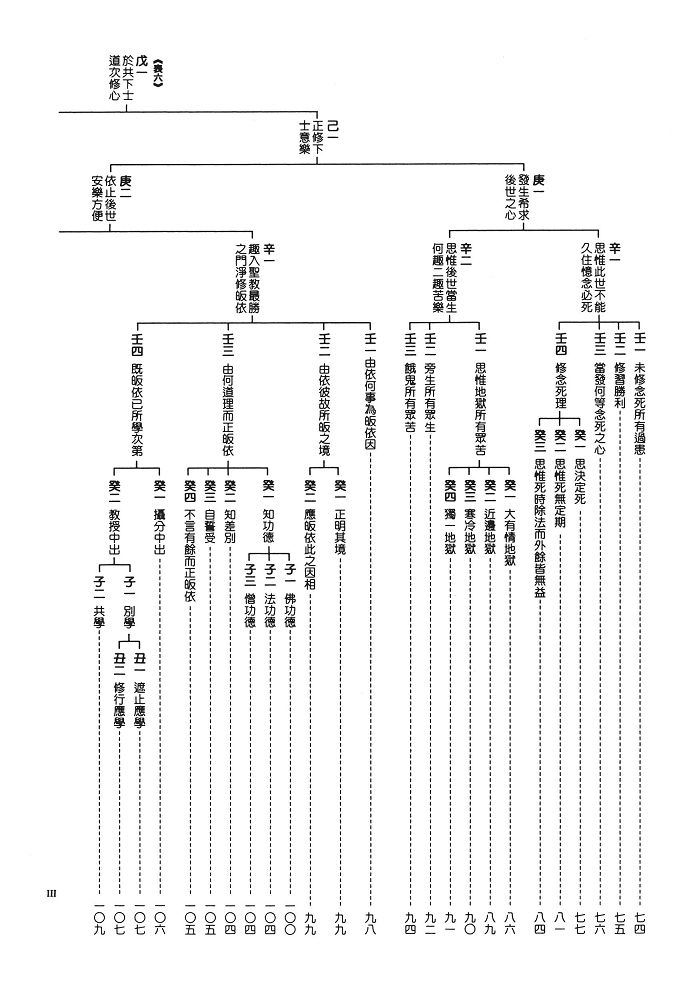 《表六》
戊一
於共下士
道次修心
己一
正修下
士意樂
庚一
發生希求
後世之心
辛一
思惟此世不能
久住憶念必死
壬一 未修念死所有過患 七四
壬二 修習勝利 七五
壬三 當發何等念死之心 七六
壬四 修念死理
癸一 思決定死 七七
癸二 思惟死無定期 八一
癸三 思惟死時除法而外餘皆無益 八四
辛二
思惟後世當生
何趣二趣苦樂
壬一 思惟地獄所有眾苦
癸一 大有情地獄 八六
癸二 近邊地獄 八九
癸三 寒冷地獄 九〇
癸四 獨一地獄 九一
壬二 旁生所有眾生 九二
壬三 餓鬼所有眾苦 九四
庚二
依止後世
安樂方便
辛一
趣入聖教最勝
之門淨修皈依
壬一 由依何事為皈依因 九八
壬二 由依彼故所皈之境
癸一 正明其境 九九
癸二 應皈依此之因相 九九
壬三 由何道理而正皈依
癸一 知功德
子一 佛功德 一〇〇
子二 法功德 一〇四
子三 僧功德 一〇四
癸二 知差別 一〇四
癸三 自誓受 一〇五
癸四 不言有餘而正皈依 一〇五
壬四 既皈依已所學次第
癸一 攝分中出 一〇六
癸二 教授中出
子一 別學
丑一 遮止應學 一〇七
丑二 修行應學 一〇七
子二 共學 一〇九
III